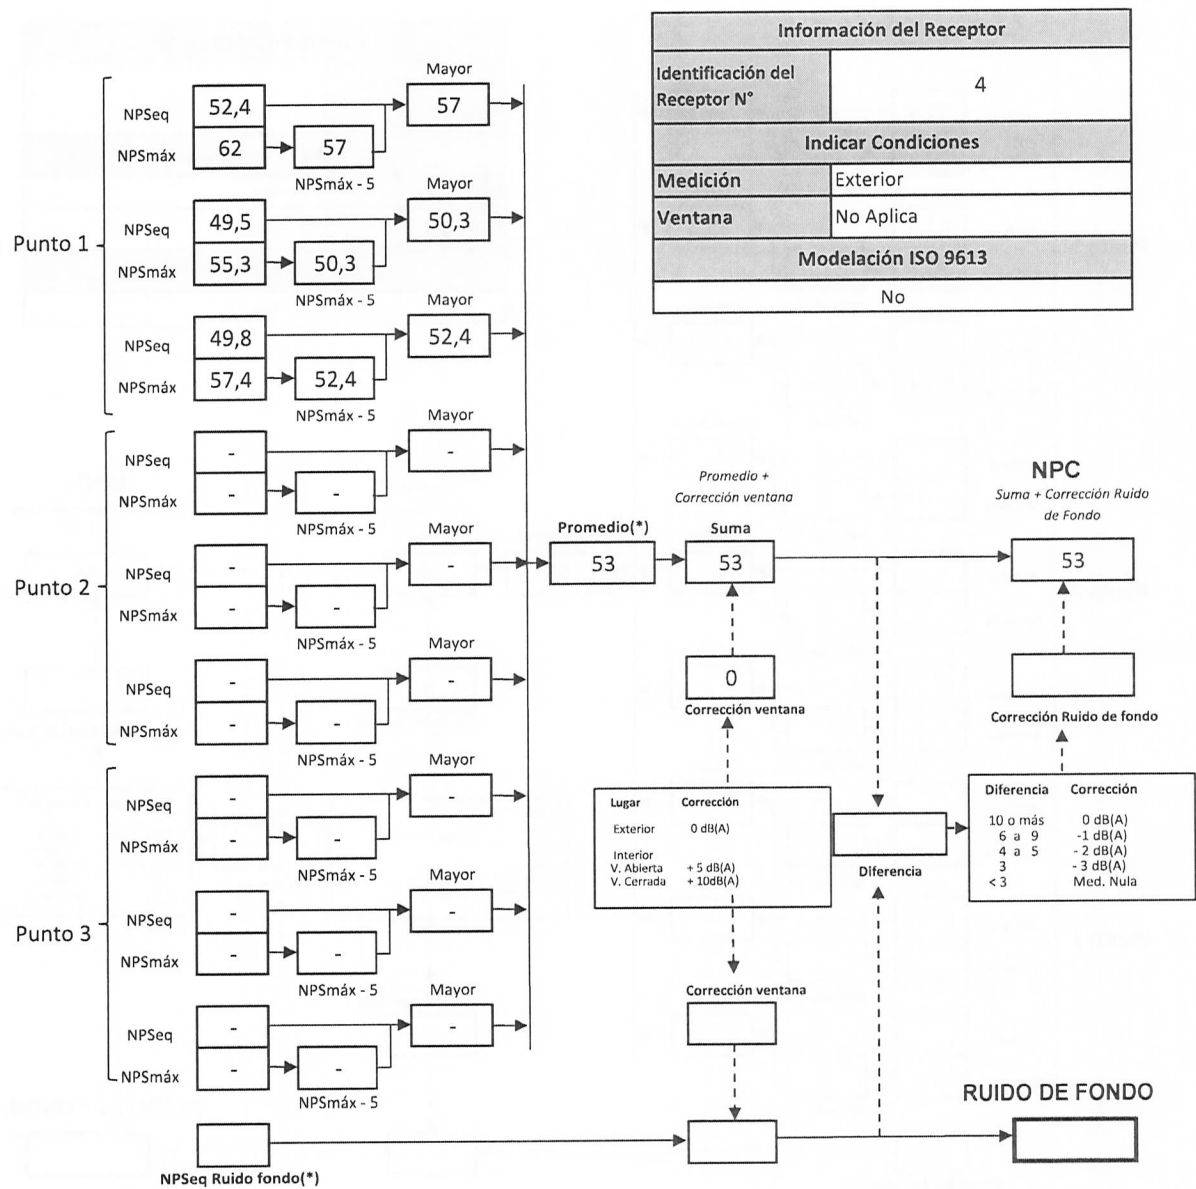 Información del Receptor
Identificación del
Receptor N°
4
Indicar Condiciones
Medición
Exterior
Ventana
No Aplica
Modelación ISO 9613
No
Punto 1
Mayor
NPSeq
52,4
57
NPSmáx
62
57
NPSmáx - 5
Mayor
NPSeq
49,5
50,3
NPSmáx
55,3
50,3
NPSmáx - 5
Mayor
NPSeq
49,8
52,4
NPSmáx
57,4
52,4
NPSmáx - 5
Punto 2
Mayor
NPSeq
-
-
NPSmáx
-
-
NPSmáx - 5
Mayor
NPSeq
-
-
NPSmáx
-
-
NPSmáx - 5
Mayor
NPSeq
-
-
NPSmáx
-
-
NPSmáx - 5
Punto 3
Mayor
NPSeq
-
-
NPSmáx
-
-
NPSmáx - 5
Mayor
NPSeq
-
-
NPSmáx
-
-
NPSmáx - 5
Mayor
NPSeq
-
-
NPSmáx
-
-
NPSmáx - 5
NPSeq Ruido fondo(*)
Promedio(*)
53
Promedio +
Corrección ventana
Suma
53
0
Corrección ventana
Lugar Corrección
Exterior 0 dB(A)
Interior
V. Abierta + 5 dB(A)
V. Cerrada + 10dB(A)
Corrección ventana
Diferencia
NPC
Suma + Corrección Ruido
de Fondo
53
Corrección Ruido de fondo
Diferencia Corrección
10 o más 0 dB(A)
6 a 9 -1 dB(A)
4 a 5 - 2 dB(A)
3 - 3 dB(A)
< 3 Med. Nula
RUIDO DE FONDO